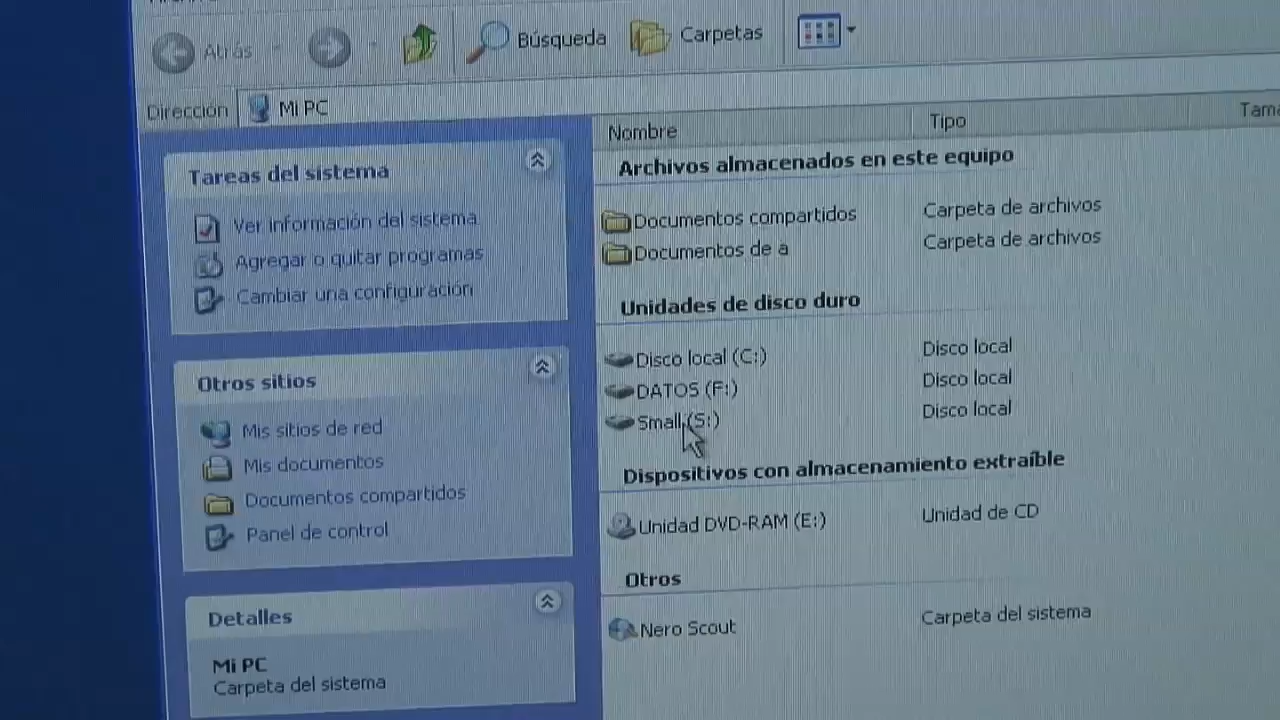 Atrás
Búsqueda
Carpetas
Dirección
Mi PC
Tareas del sistema
Ver información del sistema
Agregar o quitar programas
Cambiar una configuración
Otros sitios
Mis sitios de red
Mis documentos
Documentos compartidos
Panel de control
Detalles
Mi PC
Carpeta del sistema
Nombre Tipo
Archivos almacenados en este equipo
Documentos compartidos Carpeta de archivos
Documentos de a Carpeta de archivos
Unidades de disco duro
Disco local (C:) Disco local
DATOS (F:) Disco local
Small (S:) Disco local
Dispositivos con almacenamiento extraíble
Unidad DVD-RAM (E:) Unidad de CD
Otros
Nero Scout Carpeta del sistema